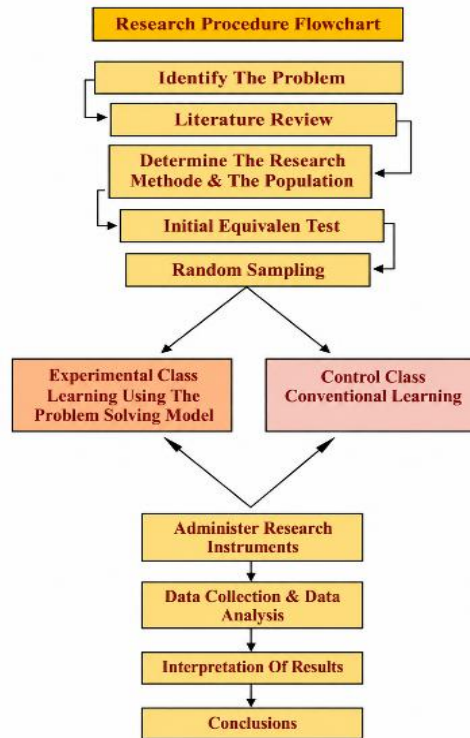 Research Procedure Flowchart
Identify The Problem
Literature Review
Determine The Research
Methode & The Population
Initial Equivalen Test
Random Sampling
Experimental Class
Learning Using The
Problem Solving Model
Control Class
Conventional Learning
Administer Research
Instruments
Data Collection & Data
Analysis
Interpretation Of Results
Conclusions